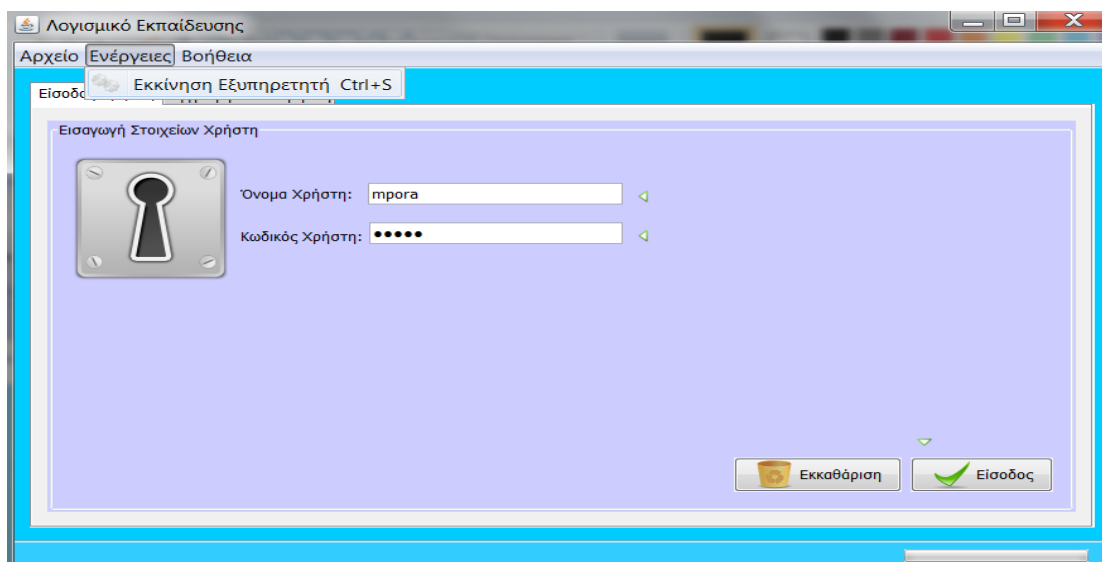 Λογισμικό Εκπαίδευσης
Αρχείο Ενέργειες Βοήθεια
Εκκίνηση Εξυπηρετητή Ctrl+S
Εισαγωγή Στοιχείων Χρήστη
Όνομα Χρήστη: mpora
Κωδικός Χρήστη: •••••
Εκκαθάριση Είσοδος